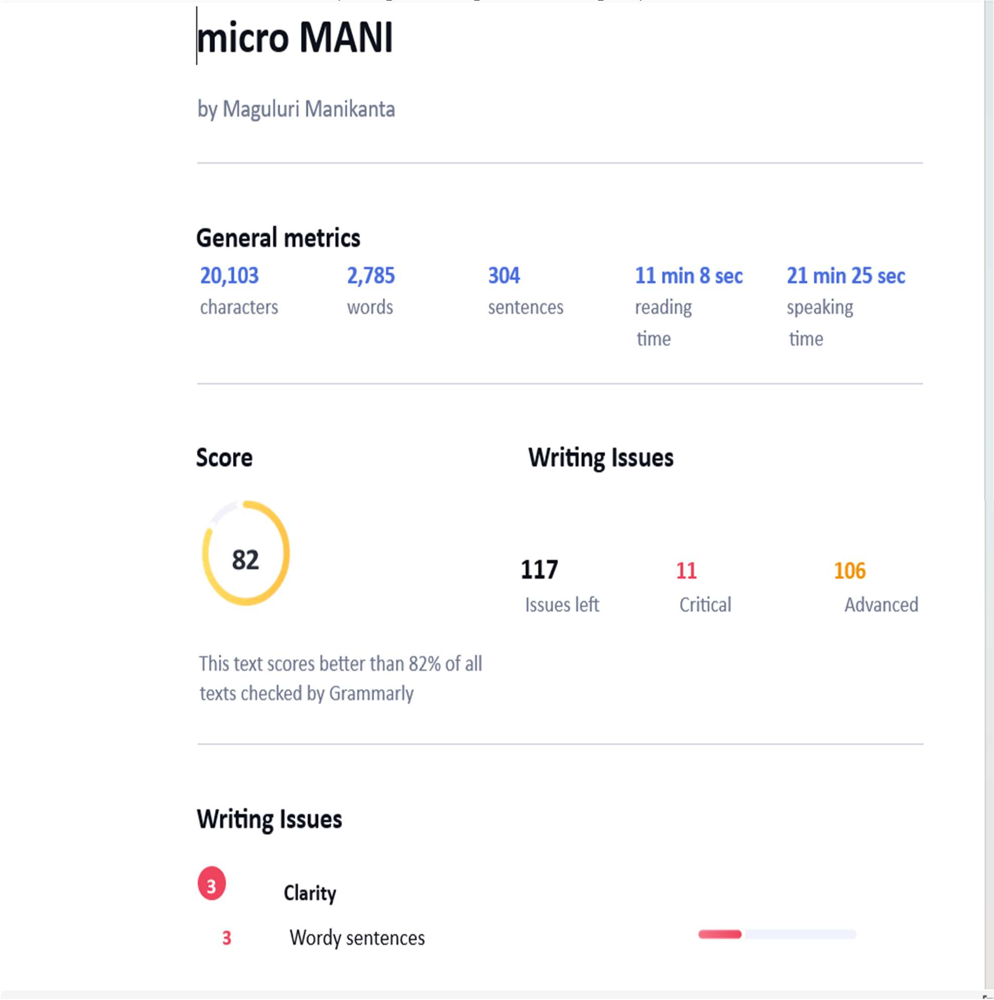 micro MANI
by Maguluri Manikanta
General metrics
20,103 2,785 304 11 min 8 sec 21 min 25 sec
characters words sentences reading speaking
time time
Score Writing Issues
82
117 11 106
Issues left Critical Advanced
This text scores better than 82% of all
texts checked by Grammarly
Writing Issues
3 Clarity
3 Wordy sentences